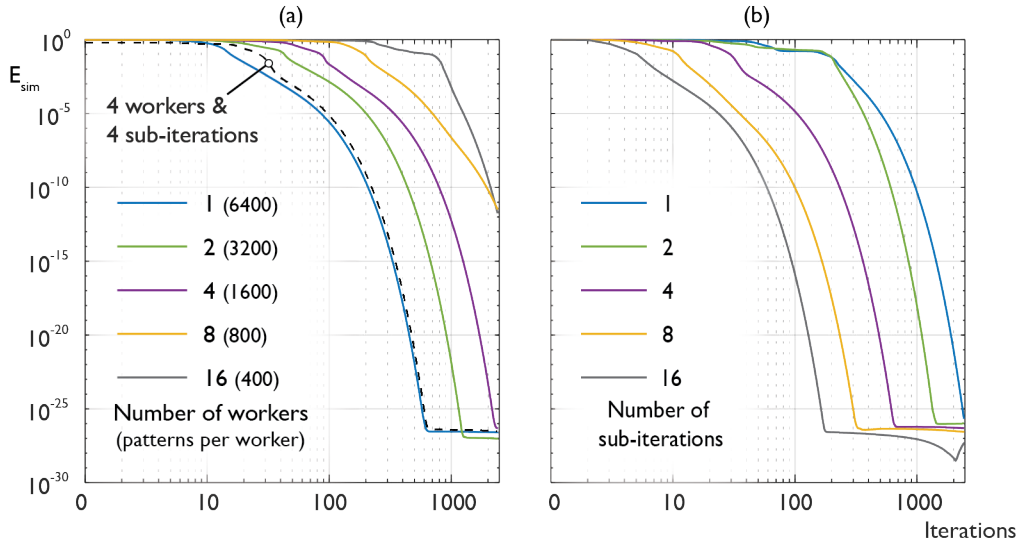 (a)
(b)
E_sim
10^0
10^-5
10^-10
10^-15
10^-20
10^-25
10^-30
4 workers &
4 sub-iterations
1 (6400)
2 (3200)
4 (1600)
8 (800)
16 (400)
Number of workers
(patterns per worker)
0 10 100 1000
1
2
4
8
16
Number of
sub-iterations
0 10 100 1000
Iterations